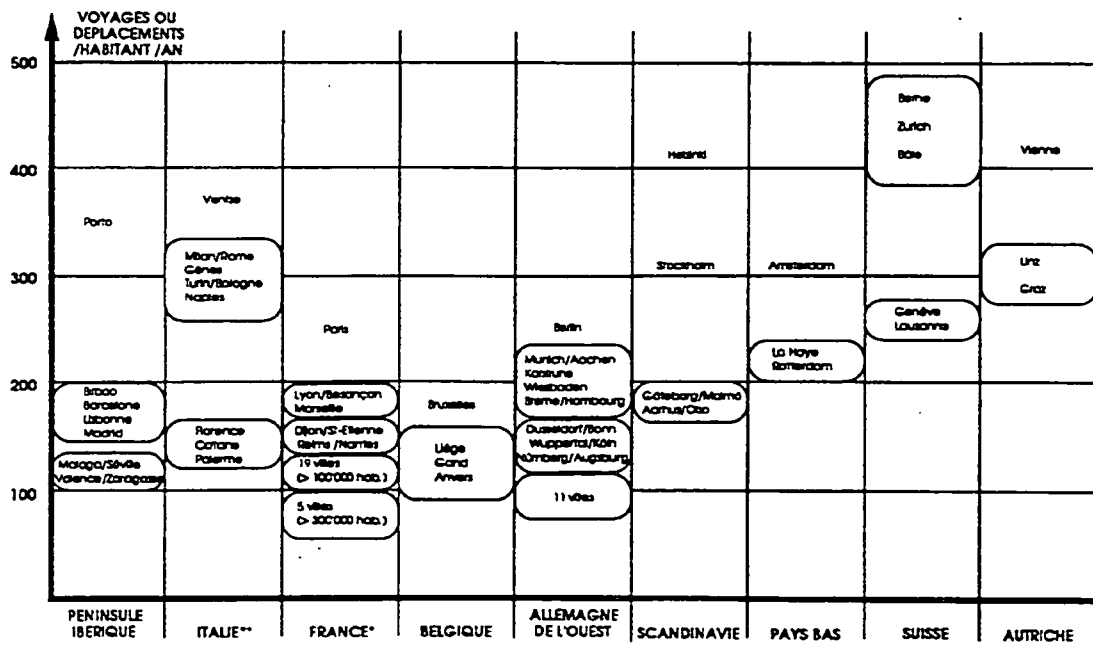 VOYAGES OU
DEPLACEMENTS
/HABITANT /AN
500
400
300
200
100
Porto
Bilbao
Barcelone
Lisbonne
Madrid
Malaga/Séville
Valence/Zaragosse
PENINSULE
IBERIQUE
Venise
Milan/Rome
Gênes
Turin/Bologne
Naples
Florence
Catane
Palerme
ITALIE**
Paris
Lyon/Besançon
Marseille
Dijon/St-Etienne
Reims /Nantes
19 villes
(> 100'000 hab.)
5 villes
(> 300'000 hab.)
FRANCE*
Bruxelles
Liège
Gand
Anvers
BELGIQUE
Berlin
Munich/Aachen
Karlsruhe
Wiesbaden
Breme/Hambourg
Dusseldorf/Bonn
Wuppertal/Köln
Nürnberg/Augsburg
11 villes
ALLEMAGNE
DE L'OUEST
Helsinki
Stockholm
Göteborg/Malmö
Aarhus/Oslo
SCANDINAVIE
Amsterdam
La Haye
Rotterdam
PAYS BAS
Berne
Zurich
Bâle
Genève
Lausanne
SUISSE
Vienne
Linz
Graz
AUTRICHE